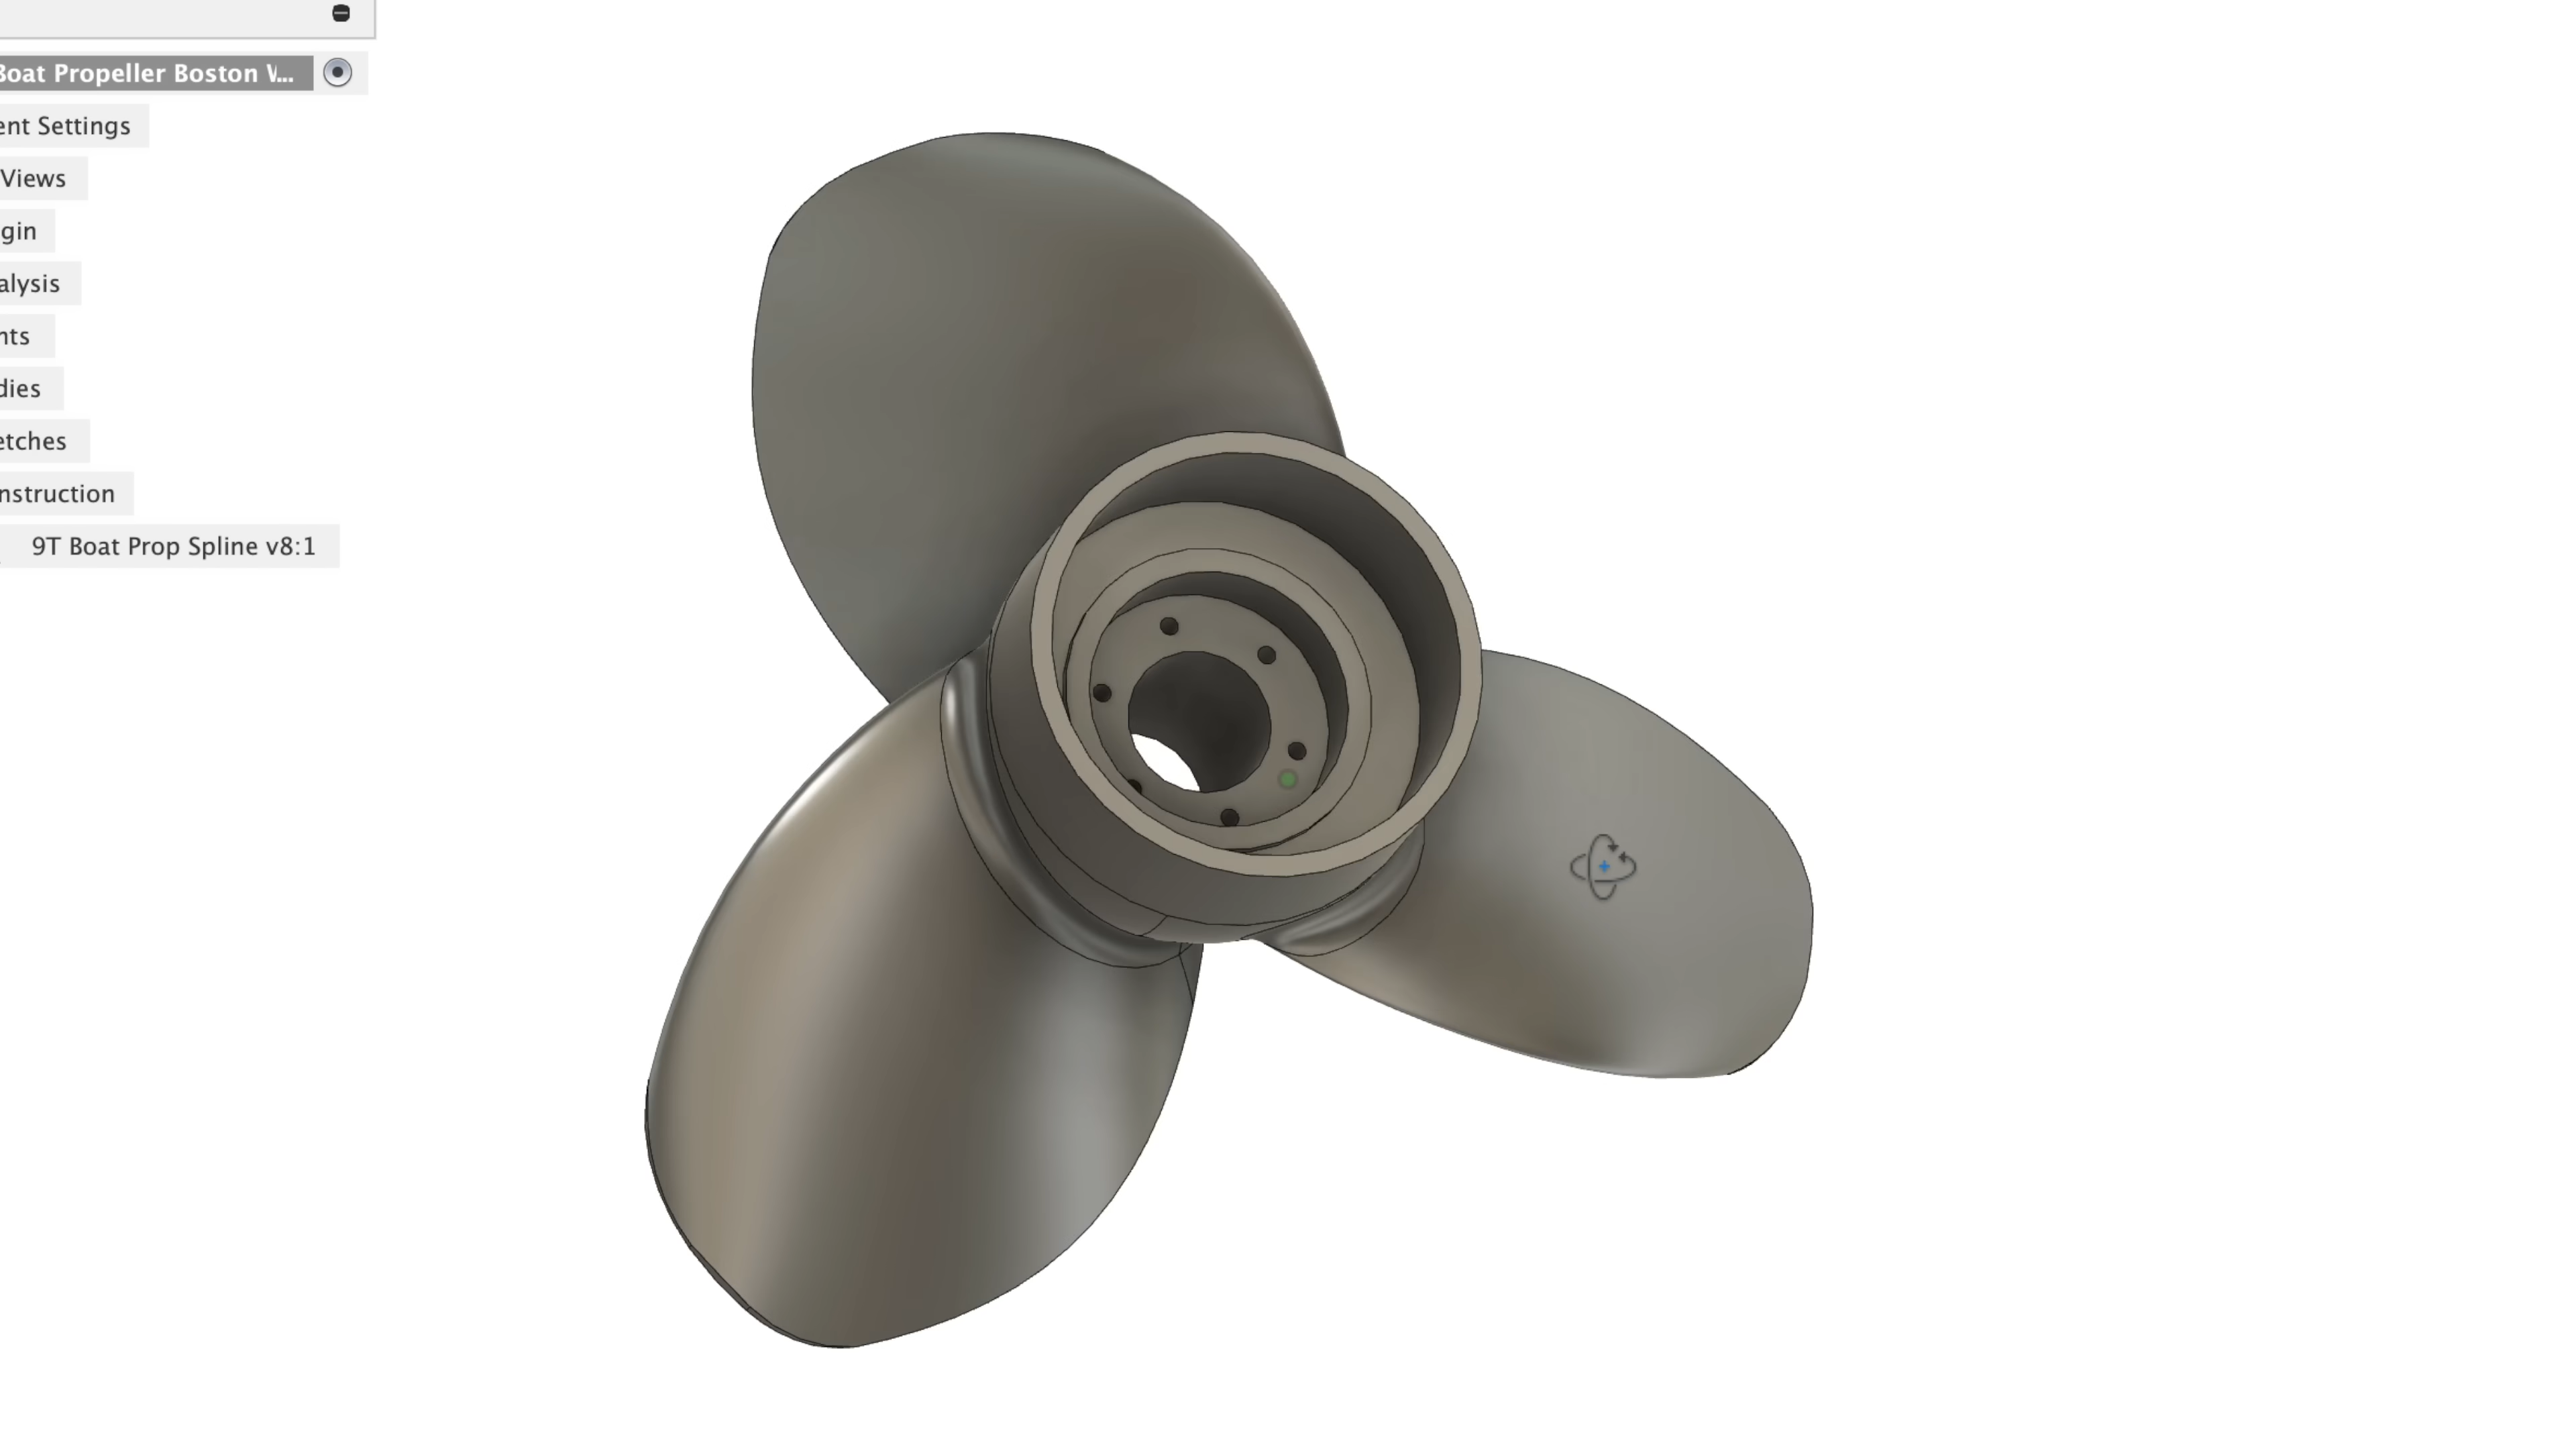 Boat Propeller Boston V...
ent Settings
Views
gin
alysis
nts
dies
etches
nstruction
9T Boat Prop Spline v8:1